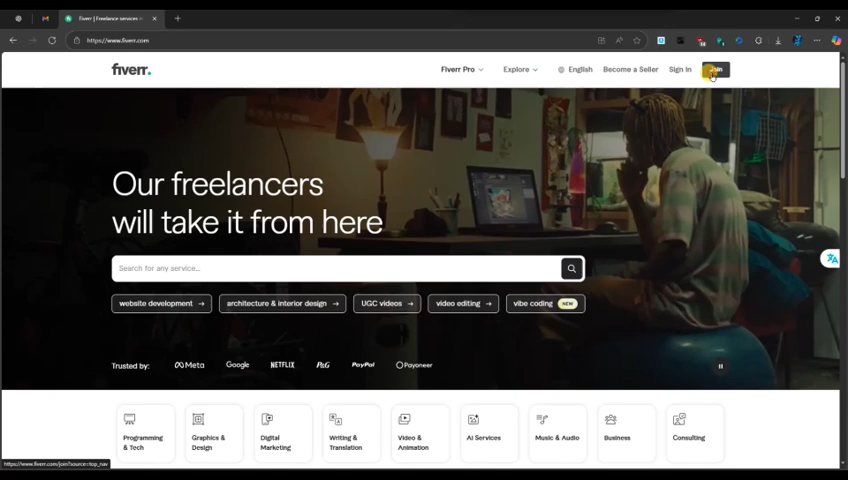 Fiverr | Freelance services m
https://www.fiverr.com
fiverr.
Fiverr Pro
Explore
English
Become a Seller
Sign In
Join
Our freelancers
will take it from here
Search for any service...
website development →
architecture & interior design →
UGC videos →
video editing →
vibe coding NEW
Trusted by:
Meta
Google
NETFLIX
P&G
PayPal
Payoneer
Programming
& Tech
Graphics &
Design
Digital
Marketing
Writing &
Translation
Video &
Animation
AI Services
Music & Audio
Business
Consulting
https://www.fiverr.com/join?source=top_nav